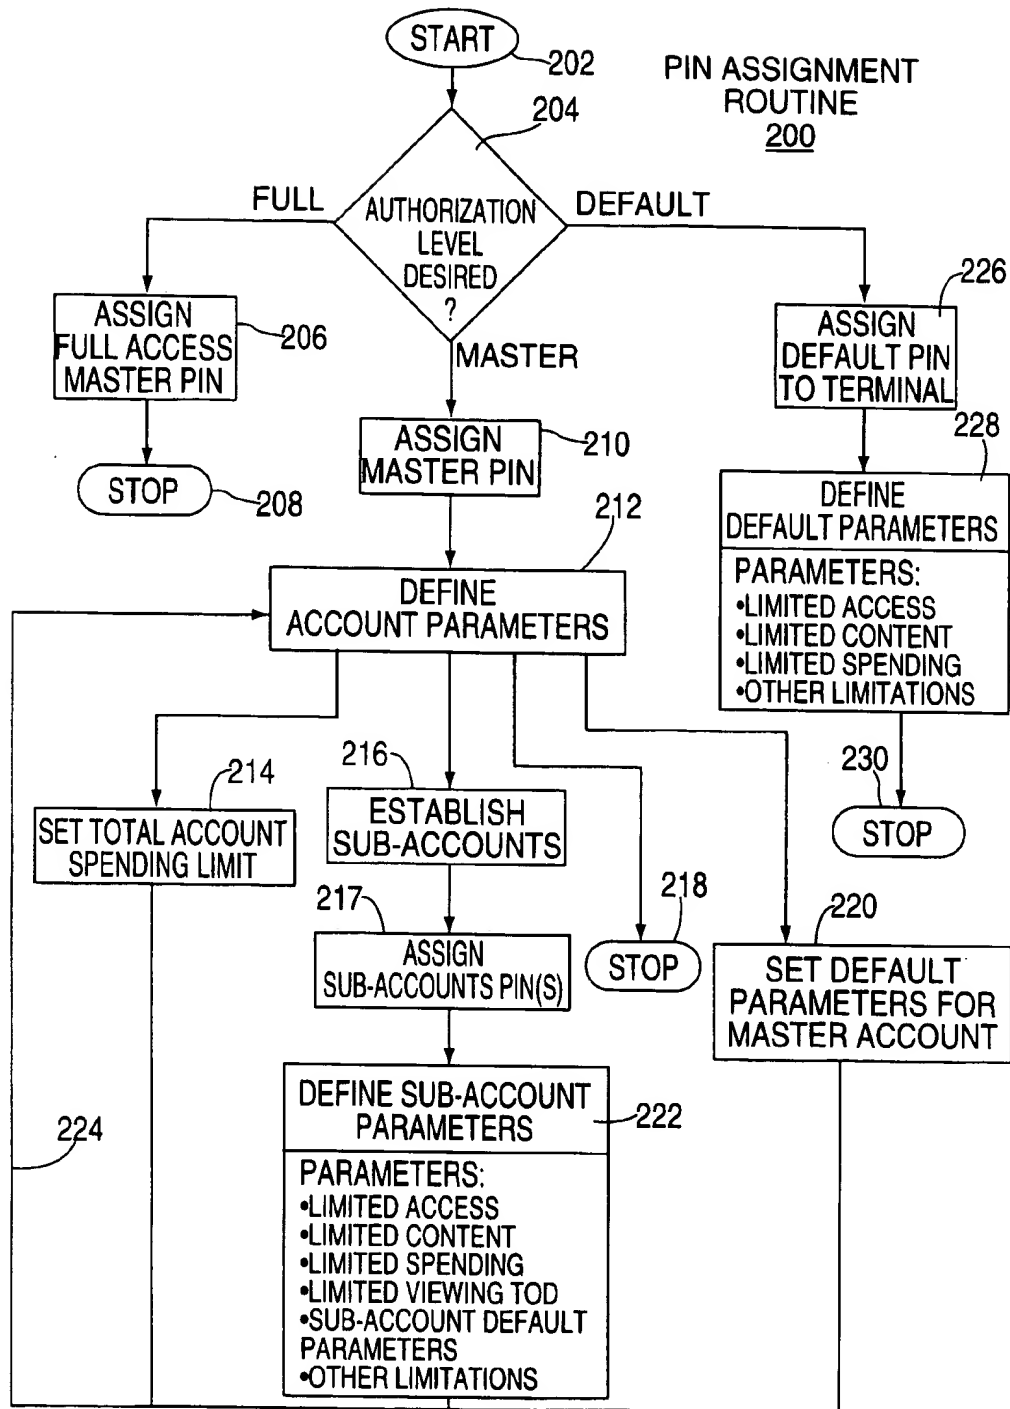 START
202
PIN ASSIGNMENT
ROUTINE
200
204
FULL
AUTHORIZATION
LEVEL
DESIRED
?
DEFAULT
MASTER
ASSIGN
FULL ACCESS
MASTER PIN
206
STOP
208
ASSIGN
MASTER PIN
210
226
ASSIGN
DEFAULT PIN
TO TERMINAL
228
DEFINE
DEFAULT PARAMETERS
PARAMETERS:
•LIMITED ACCESS
•LIMITED CONTENT
•LIMITED SPENDING
•OTHER LIMITATIONS
230
STOP
212
DEFINE
ACCOUNT PARAMETERS
214
SET TOTAL ACCOUNT
SPENDING LIMIT
216
ESTABLISH
SUB-ACCOUNTS
217
ASSIGN
SUB-ACCOUNTS PIN(S)
218
STOP
220
SET DEFAULT
PARAMETERS FOR
MASTER ACCOUNT
DEFINE SUB-ACCOUNT
PARAMETERS
222
PARAMETERS:
•LIMITED ACCESS
•LIMITED CONTENT
•LIMITED SPENDING
•LIMITED VIEWING TOD
•SUB-ACCOUNT DEFAULT
PARAMETERS
•OTHER LIMITATIONS
224